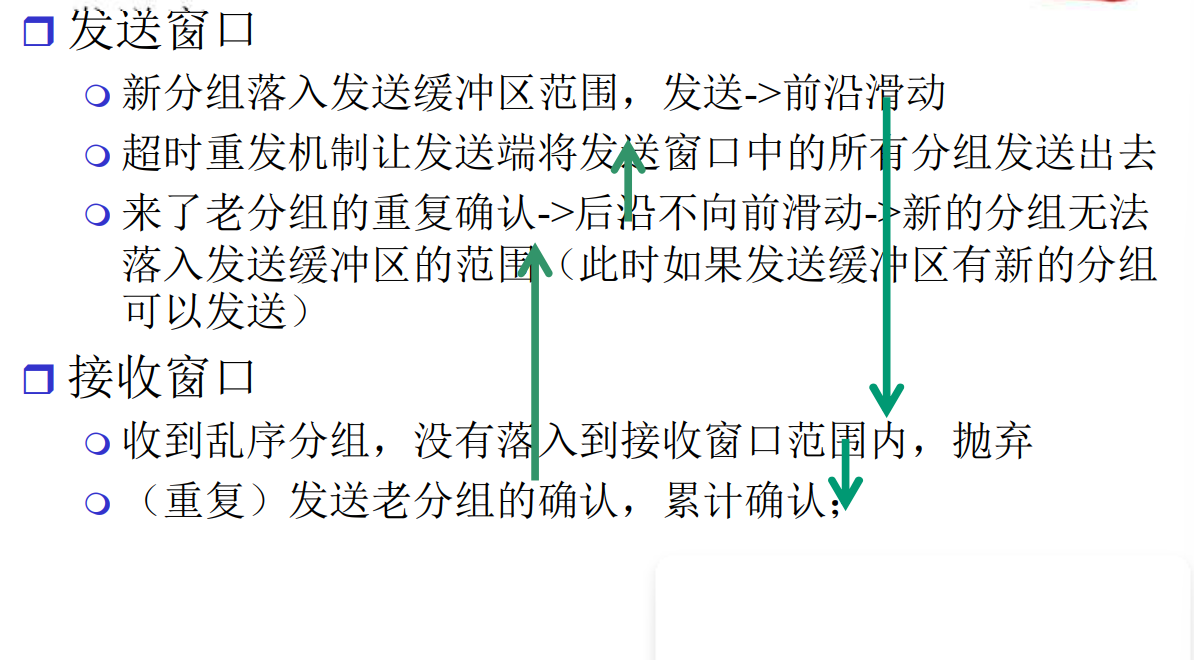 发送窗口
新分组落入发送缓冲区范围，发送->前沿滑动
超时重发机制让发送端将发送窗口中的所有分组发送出去
来了老分组的重复确认->后沿不向前滑动->新的分组无法
落入发送缓冲区的范围（此时如果发送缓冲区有新的分组
可以发送）
接收窗口
收到乱序分组，没有落入到接收窗口范围内，抛弃
（重复）发送老分组的确认，累计确认；